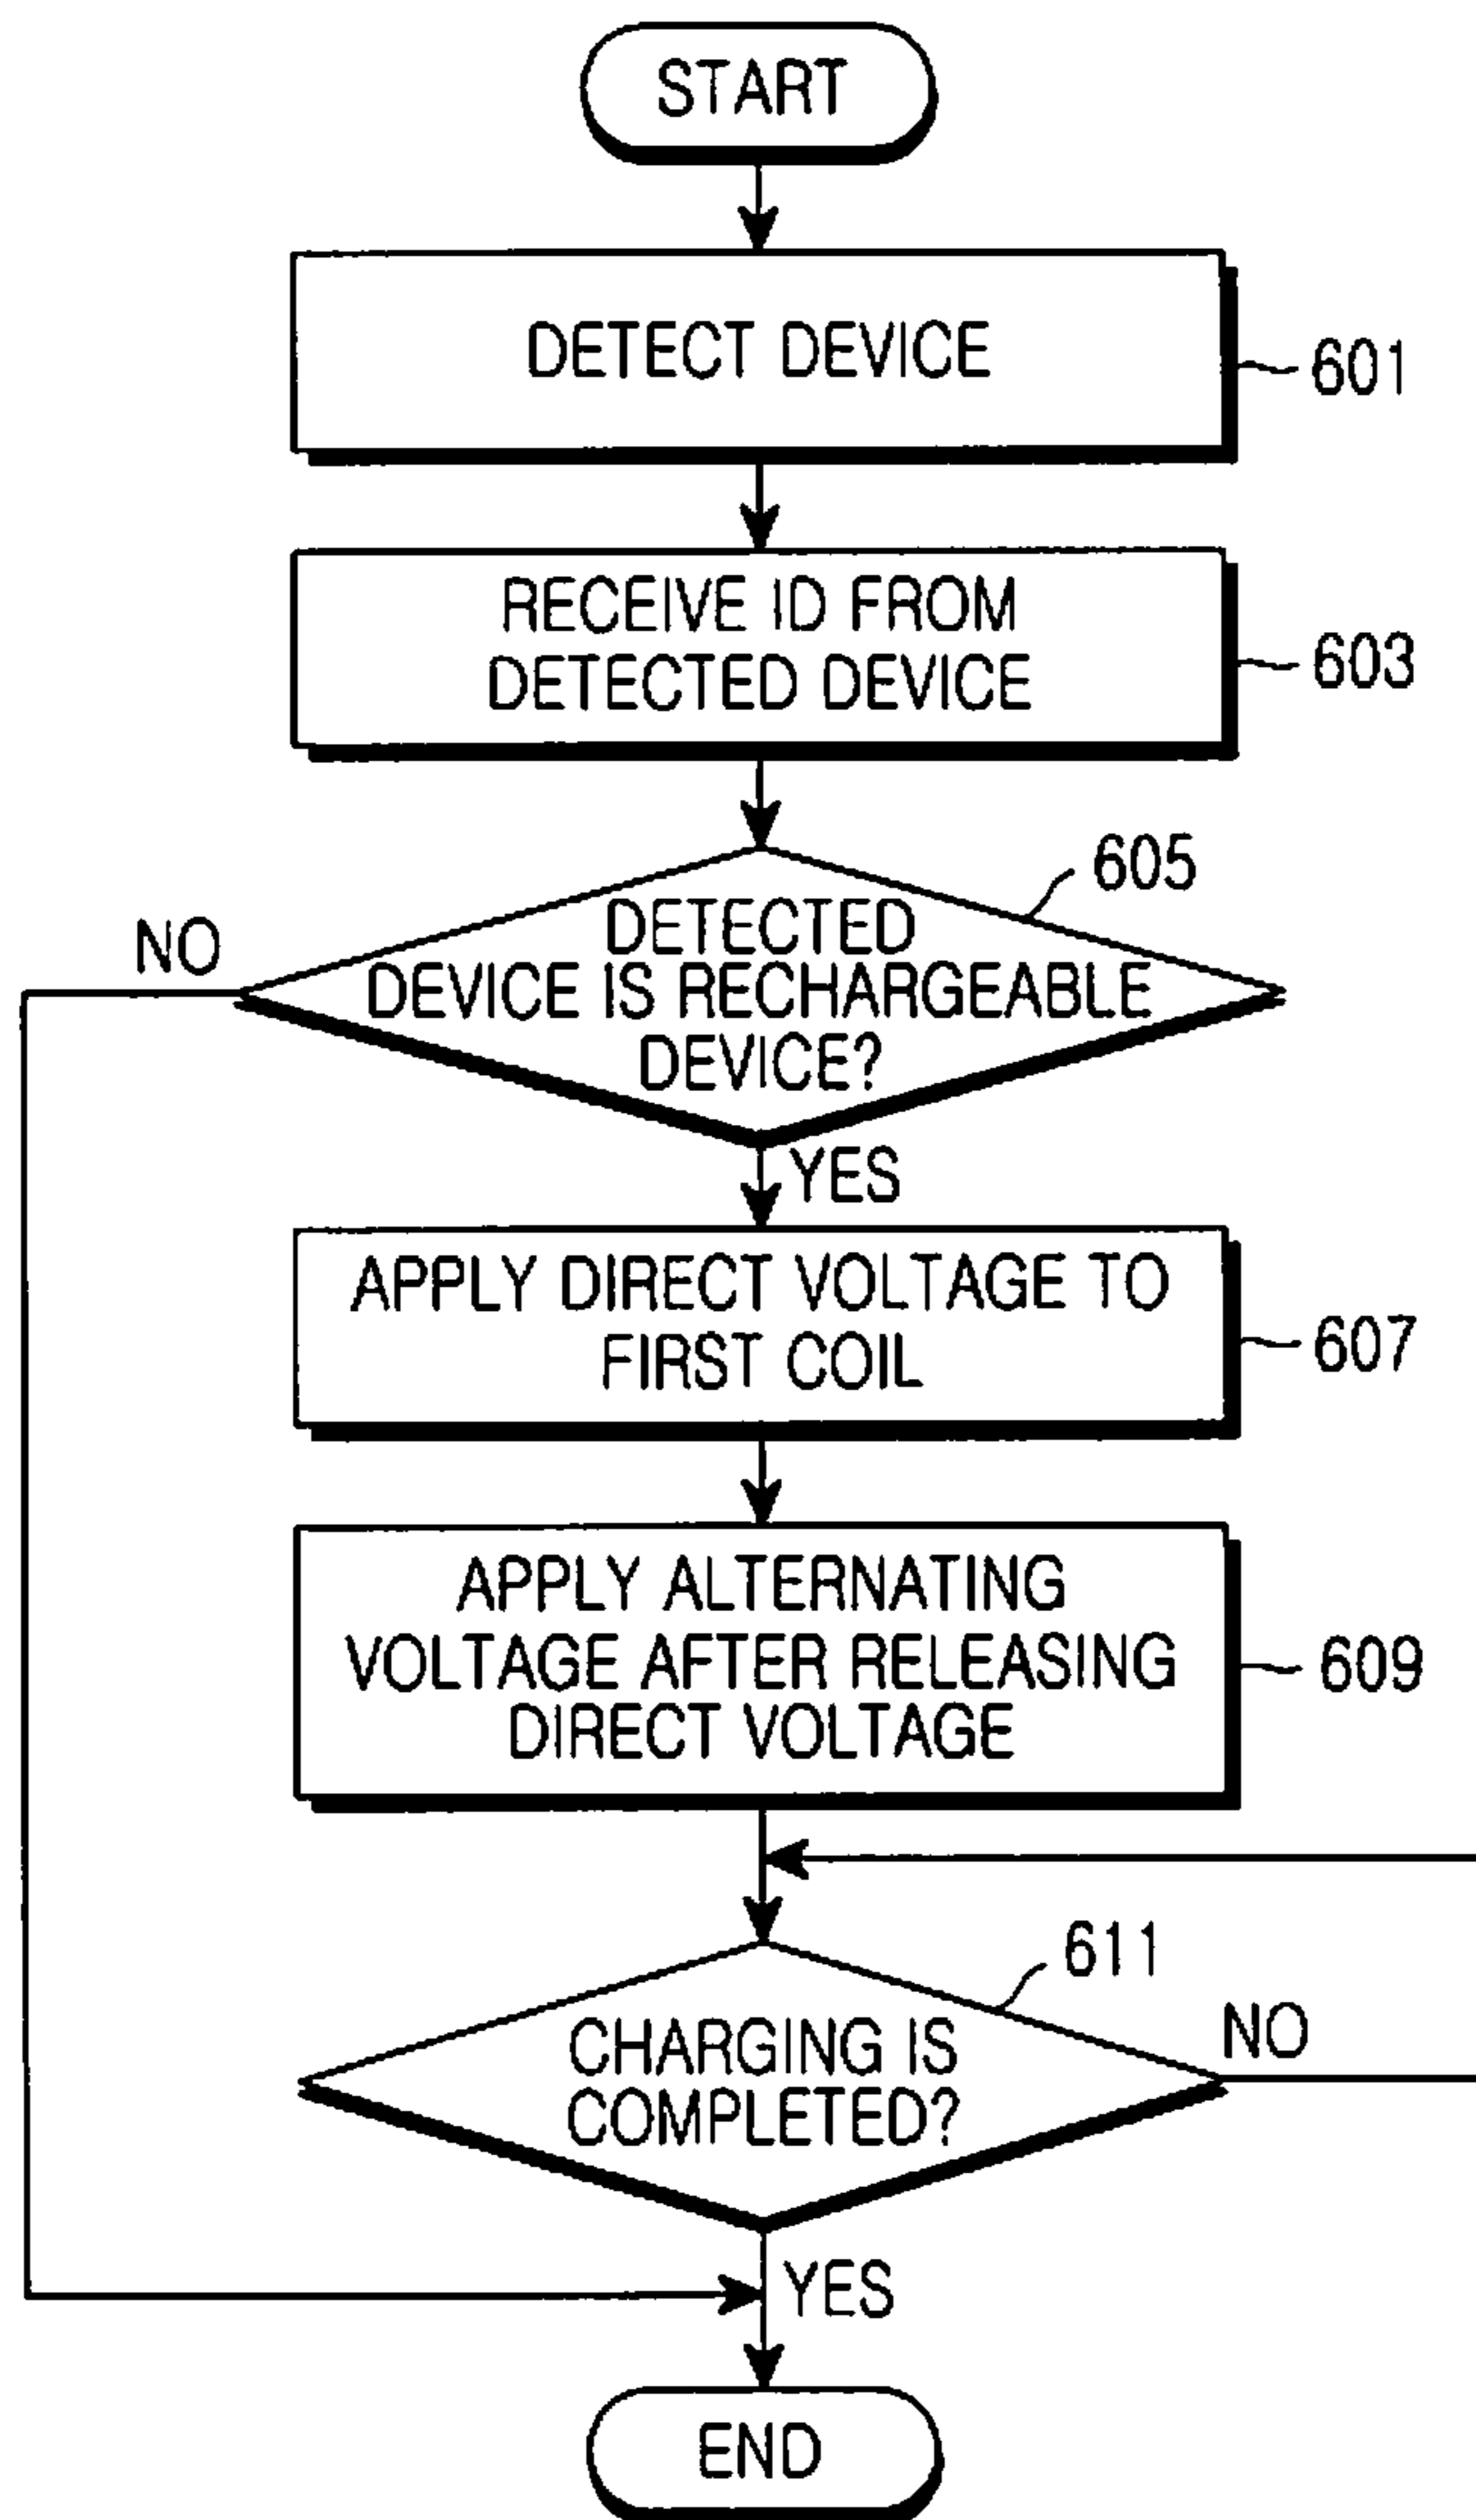 START
DETECT DEVICE
601
RECEIVE ID FROM
DETECTED DEVICE
603
605
NO
DETECTED
DEVICE IS RECHARGEABLE
DEVICE?
YES
APPLY DIRECT VOLTAGE TO
FIRST COIL
607
APPLY ALTERNATING
VOLTAGE AFTER RELEASING
DIRECT VOLTAGE
609
611
NO
CHARGING IS
COMPLETED?
YES
END